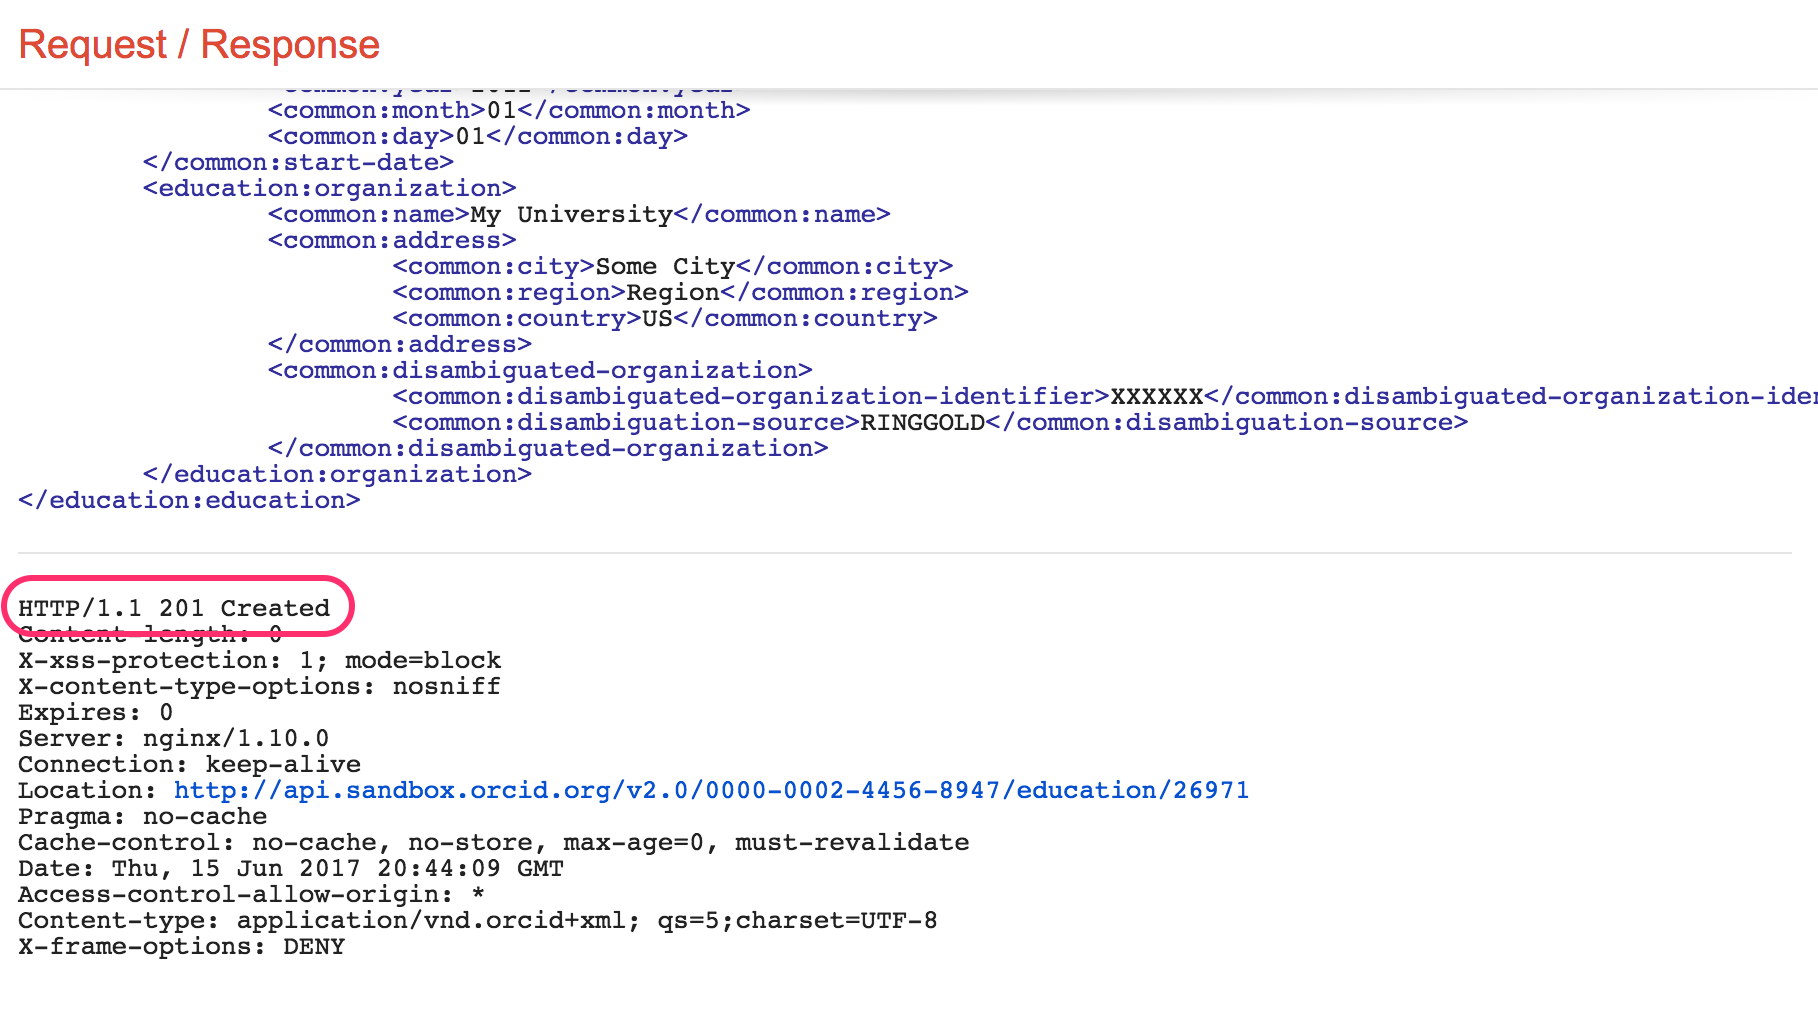 Request / Response
<common:month>01</common:month>
<common:day>01</common:day>
</common:start-date>
<education:organization>
<common:name>My University</common:name>
<common:address>
<common:city>Some City</common:city>
<common:region>Region</common:region>
<common:country>US</common:country>
</common:address>
<common:disambiguated-organization>
<common:disambiguated-organization-identifier>XXXXXX</common:disambiguated-organization-iden
<common:disambiguation-source>RINGGOLD</common:disambiguation-source>
</common:disambiguated-organization>
</education:organization>
</education:education>
HTTP/1.1 201 Created
Content-length: 0
X-xss-protection: 1; mode=block
X-content-type-options: nosniff
Expires: 0
Server: nginx/1.10.0
Connection: keep-alive
Location: http://api.sandbox.orcid.org/v2.0/0000-0002-4456-8947/education/26971
Pragma: no-cache
Cache-control: no-cache, no-store, max-age=0, must-revalidate
Date: Thu, 15 Jun 2017 20:44:09 GMT
Access-control-allow-origin: *
Content-type: application/vnd.orcid+xml; qs=5;charset=UTF-8
X-frame-options: DENY